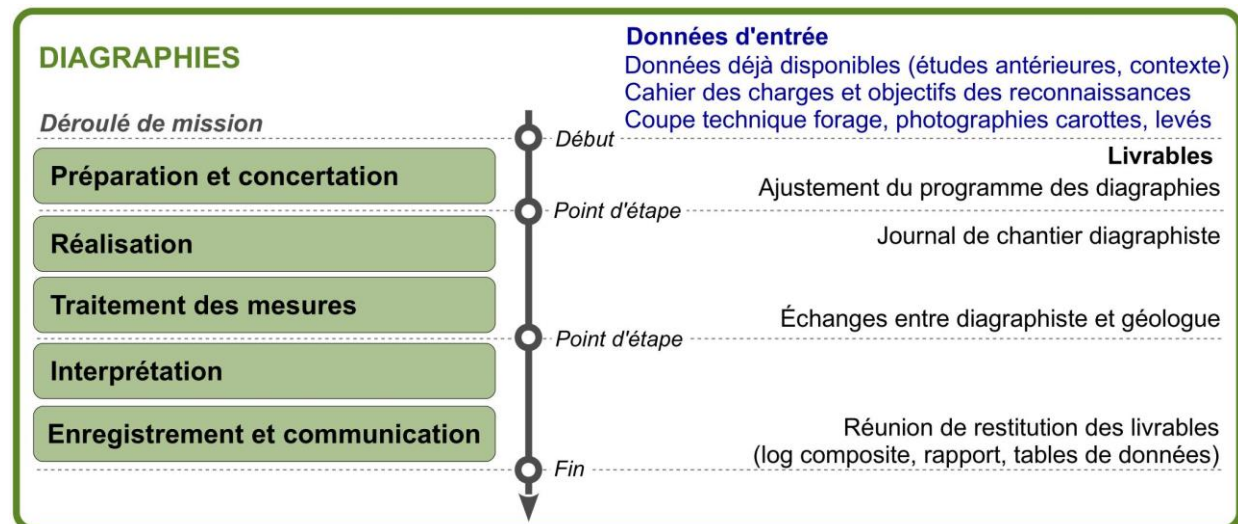 DIAGRAPHIES
Données d'entrée
Données déjà disponibles (études antérieures, contexte)
Cahier des charges et objectifs des reconnaissances
Coupe technique forage, photographies carottes, levés
Déroulé de mission
Début
Livrables
Préparation et concertation
Ajustement du programme des diagraphies
Point d'étape
Réalisation
Journal de chantier diagraphiste
Traitement des mesures
Échanges entre diagraphiste et géologue
Point d'étape
Interprétation
Enregistrement et communication
Réunion de restitution des livrables
(log composite, rapport, tables de données)
Fin